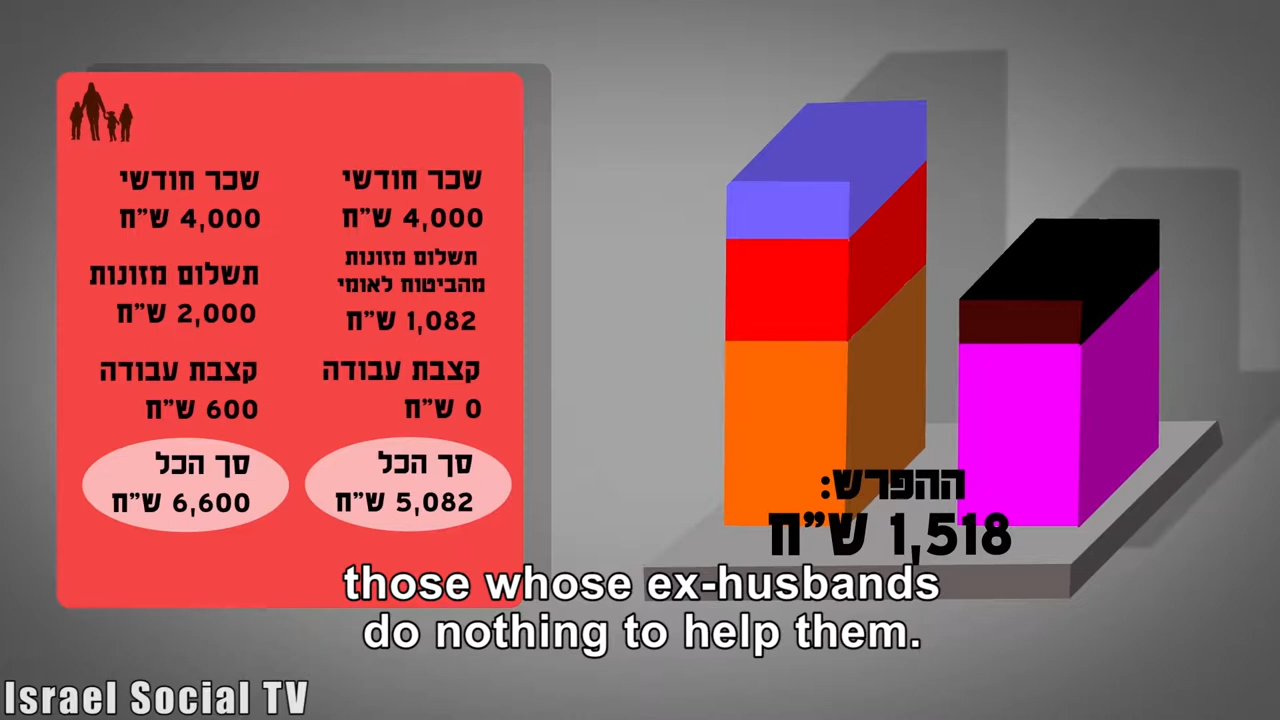 שכר חודשי
4,000 ש"ח
תשלום מזונות
מהביטוח לאומי
1,082 ש"ח
קצבת עבודה
0 ש"ח
סך הכל
5,082 ש"ח
שכר חודשי
4,000 ש"ח
תשלום מזונות
2,000 ש"ח
קצבת עבודה
600 ש"ח
סך הכל
6,600 ש"ח
ההפרש:
1,518 ש"ח
those whose ex-husbands
do nothing to help them.
Israel Social TV